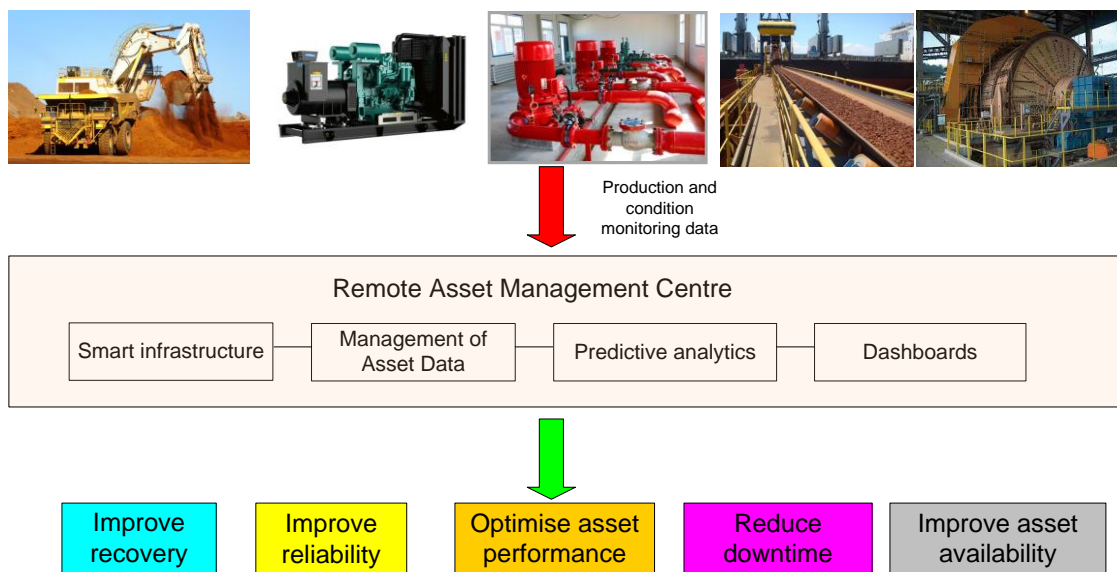 Production and
condition
monitoring data
Remote Asset Management Centre
Smart infrastructure
Management of
Asset Data
Predictive analytics
Dashboards
Improve
recovery
Improve
reliability
Optimise asset
performance
Reduce
downtime
Improve asset
availability